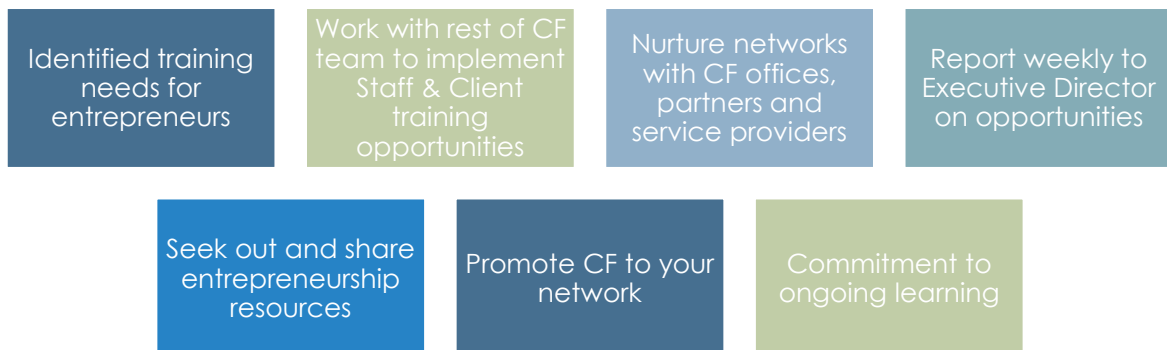 Identified training
needs for
entrepreneurs
Work with rest of CF
team to implement
Staff & Client
training
opportunities
Nurture networks
with CF offices,
partners and
service providers
Report weekly to
Executive Director
on opportunities
Seek out and share
entrepreneurship
resources
Promote CF to your
network
Commitment to
ongoing learning